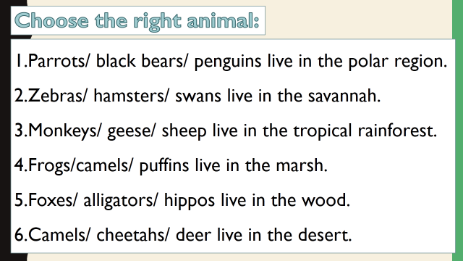 Choose the right animal:
1.Parrots/ black bears/ penguins live in the polar region.
2.Zebras/ hamsters/ swans live in the savannah.
3.Monkeys/ geese/ sheep live in the tropical rainforest.
4.Frogs/camels/ puffins live in the marsh.
5.Foxes/ alligators/ hippos live in the wood.
6.Camels/ cheetahs/ deer live in the desert.